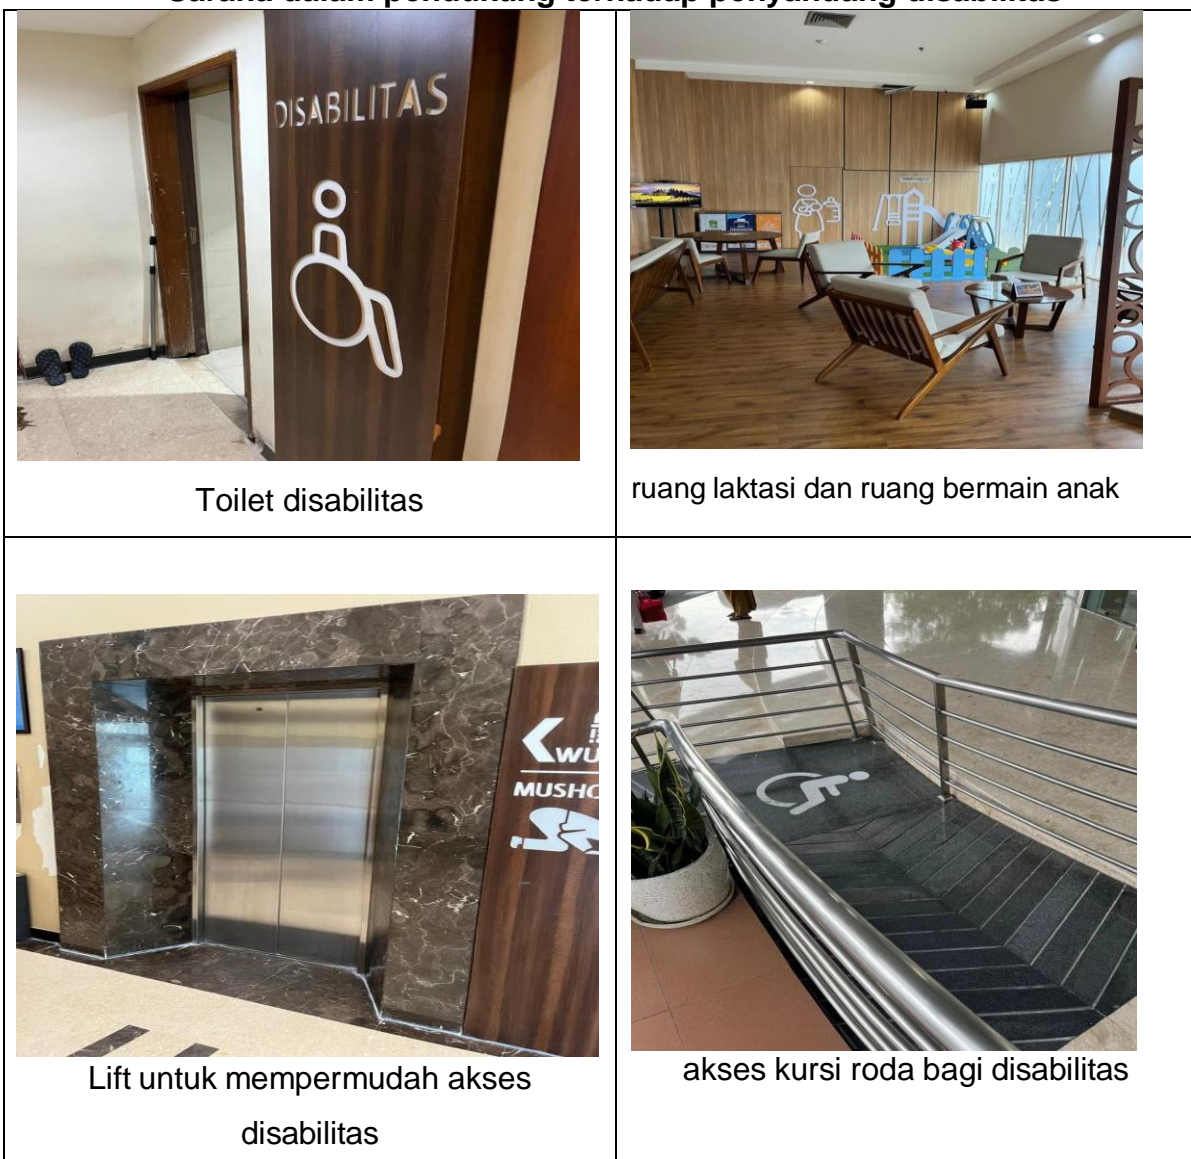 DISABILITAS
Toilet disabilitas
ruang laktasi dan ruang bermain anak
MUSHO
Lift untuk mempermudah akses
disabilitas
akses kursi roda bagi disabilitas